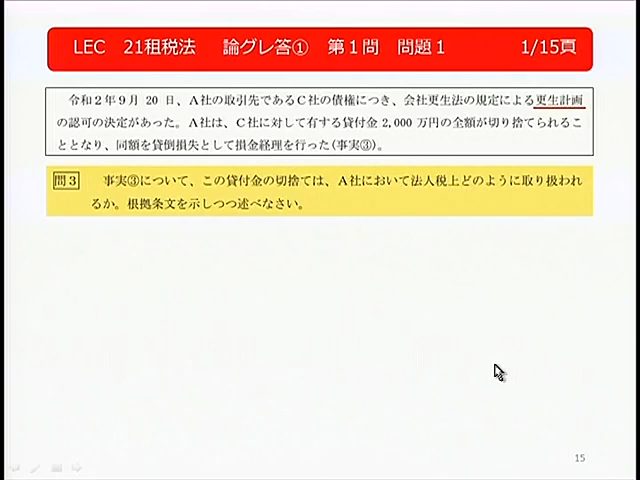 LEC 21租税法 論グレ答① 第1問 問題1 1/15頁
令和2年9月 20 日、A社の取引先であるC社の債権につき、会社更生法の規定による更生計画
の認可の決定があった。A社は、C社に対して有する貸付金 2,000 万円の全額が切り捨てられるこ
ととなり、同額を貸倒損失として損金経理を行った(事実③)。
問3 事実③について、この貸付金の切捨ては、A社において法人税上どのように取り扱われ
るか。根拠条文を示しつつ述べなさい。
15